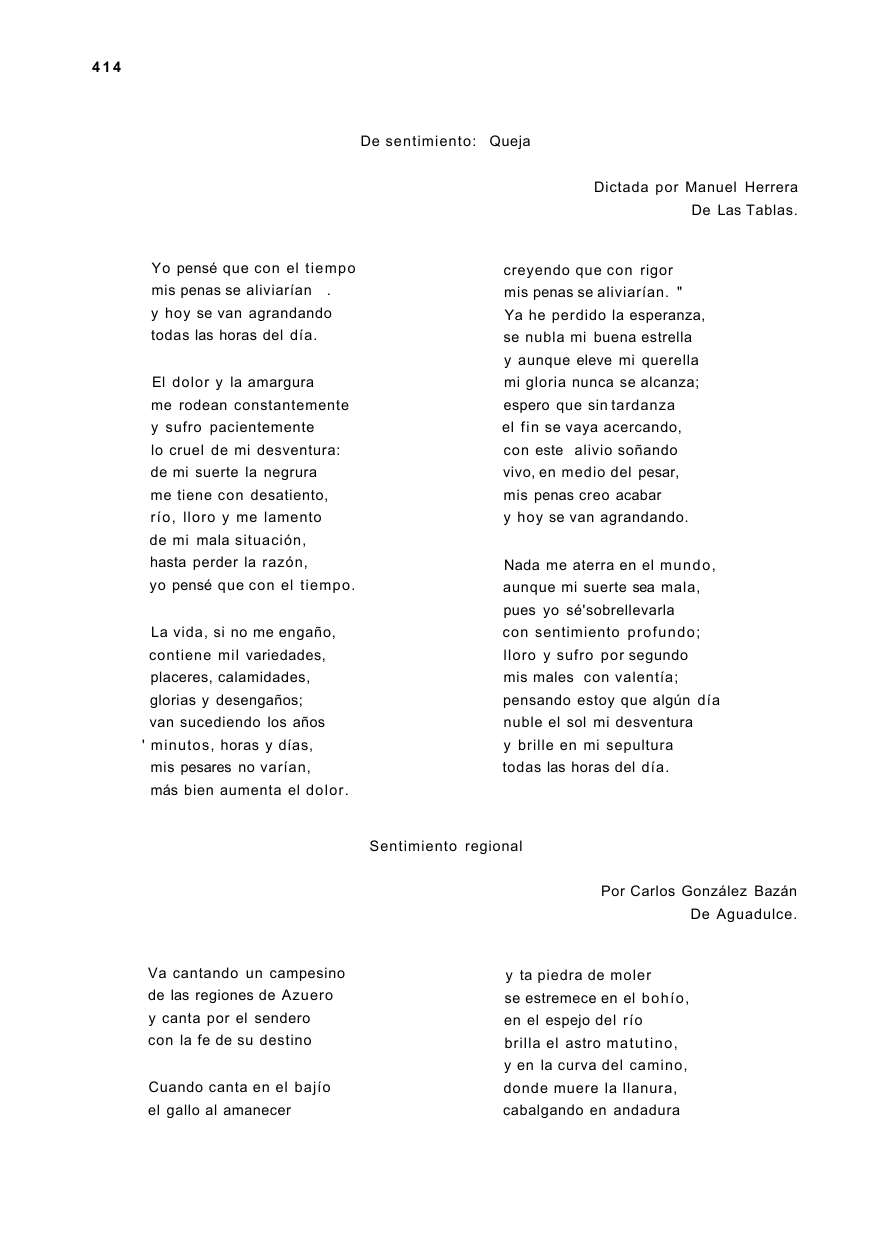 414
De sentimiento: Queja
Dictada por Manuel Herrera
De Las Tablas.
Yo pensé que con el tiempo
mis penas se aliviarían .
y hoy se van agrandando
todas las horas del día.
El dolor y la amargura
me rodean constantemente
y sufro pacientemente
lo cruel de mi desventura:
de mi suerte la negrura
me tiene con desatiento,
río, lloro y me lamento
de mi mala situación,
hasta perder la razón,
yo pensé que con el tiempo.
La vida, si no me engaño,
contiene mil variedades,
placeres, calamidades,
glorias y desengaños;
van sucediendo los años
' minutos, horas y días,
mis pesares no varían,
más bien aumenta el dolor.
creyendo que con rigor
mis penas se aliviarían. "
Ya he perdido la esperanza,
se nubla mi buena estrella
y aunque eleve mi querella
mi gloria nunca se alcanza;
espero que sin tardanza
el fin se vaya acercando,
con este alivio soñando
vivo, en medio del pesar,
mis penas creo acabar
y hoy se van agrandando.
Nada me aterra en el mundo,
aunque mi suerte sea mala,
pues yo sé'sobrellevarla
con sentimiento profundo;
lloro y sufro por segundo
mis males con valentía;
pensando estoy que algún día
nuble el sol mi desventura
y brille en mi sepultura
todas las horas del día.
Sentimiento regional
Por Carlos González Bazán
De Aguadulce.
Va cantando un campesino
de las regiones de Azuero
y canta por el sendero
con la fe de su destino
Cuando canta en el bajío
el gallo al amanecer
y ta piedra de moler
se estremece en el bohío,
en el espejo del río
brilla el astro matutino,
y en la curva del camino,
donde muere la llanura,
cabalgando en andadura